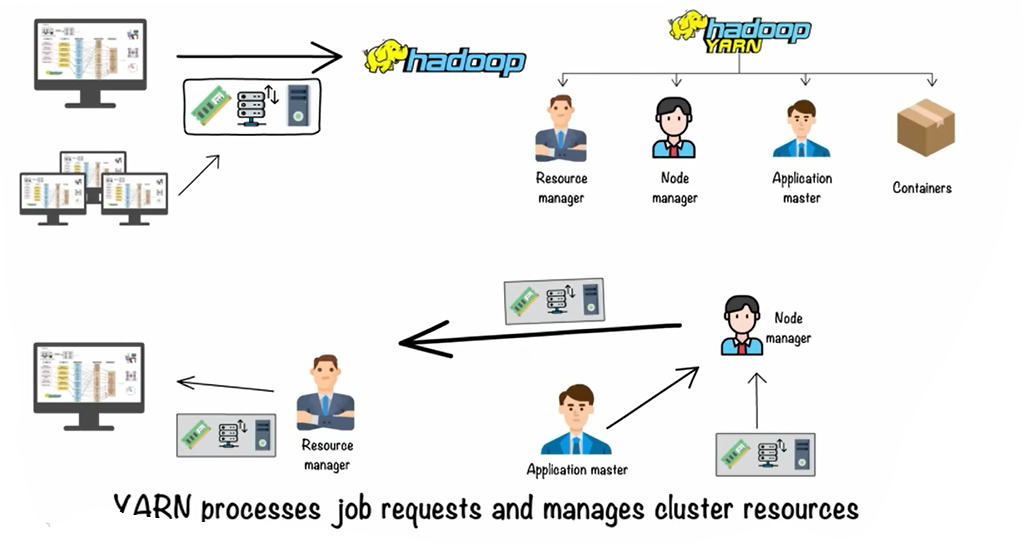 hadoop
hadoop
YARN
Resource
manager
Node
manager
Application
master
Containers
Node
manager
Resource
manager
Application master
YARN processes job requests and manages cluster resources